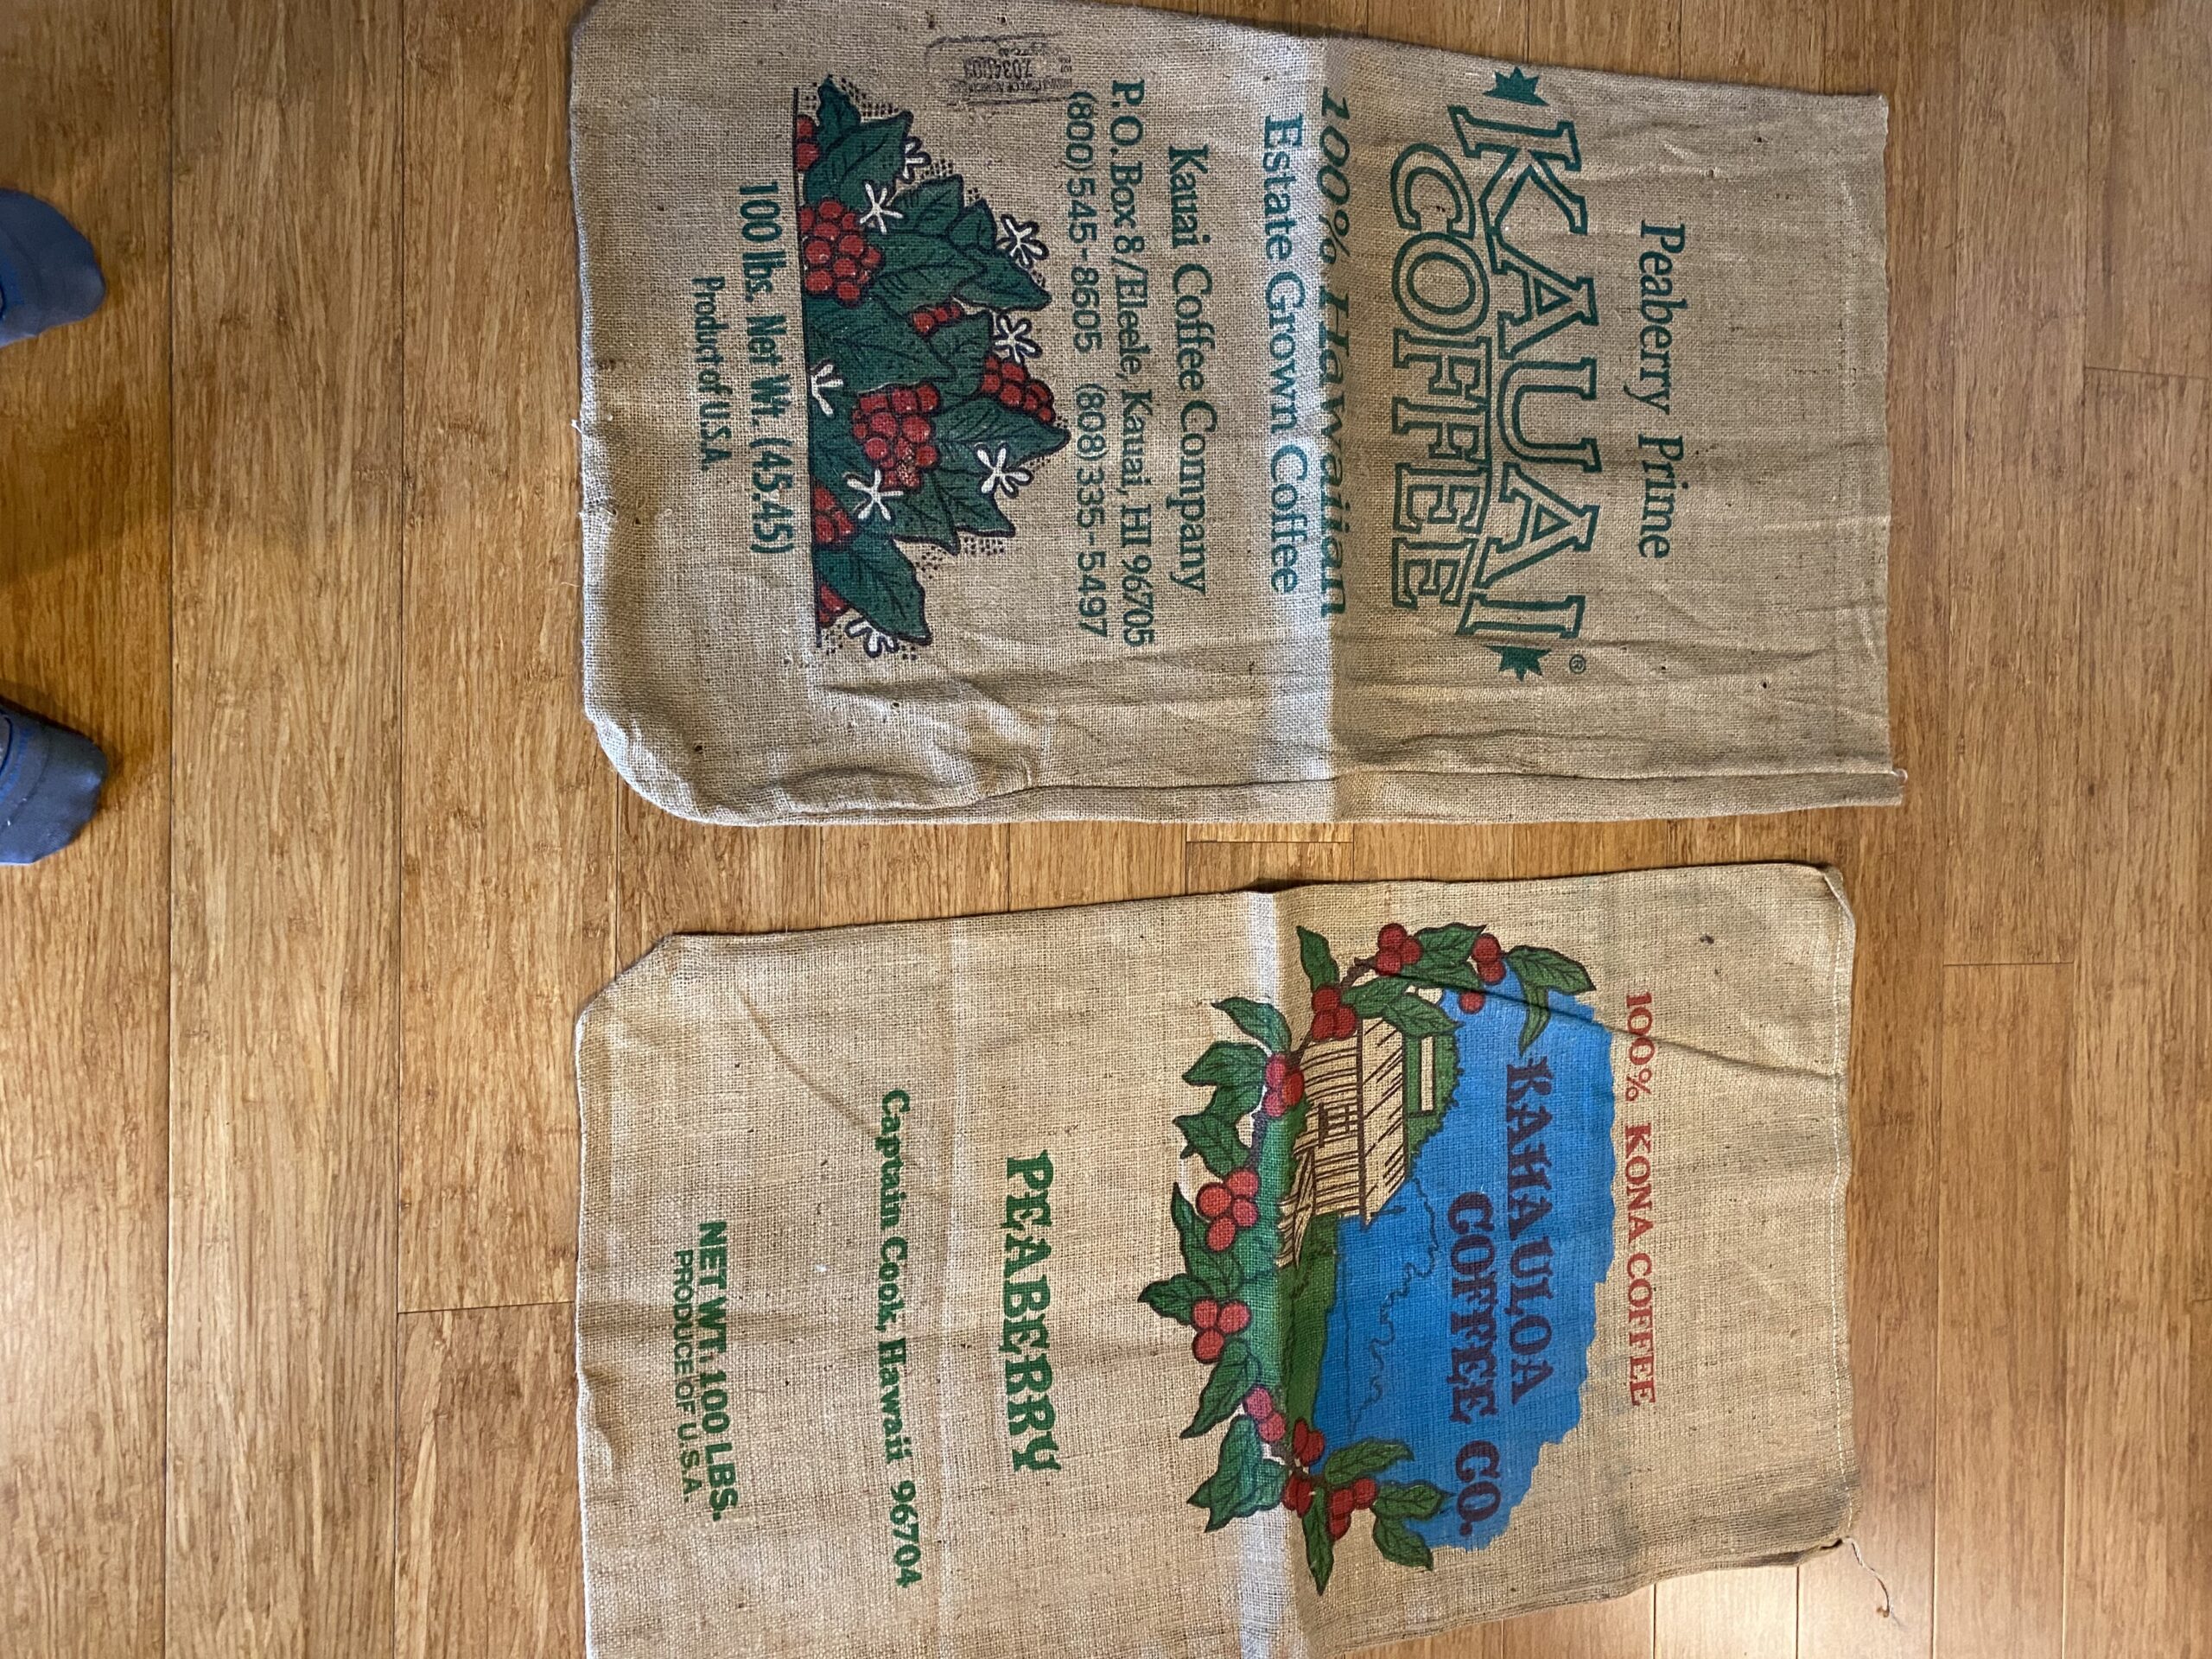 Peaberry Prime
KAUAI
COFFEE
®
100% Hawaiian
Estate Grown Coffee
Kauai Coffee Company
P.O. Box 8/Eleele, Kauai, HI 96705
(800) 545-8605 (808) 335-5497
100 lbs. Net Wt. (45.45)
Product of U.S.A.
100% KONA COFFEE
KAHAULOA
COFFEE CO.
PEABERRY
Captain Cook, Hawaii 96704
NET WT. 100 LBS.
PRODUCE OF U.S.A.